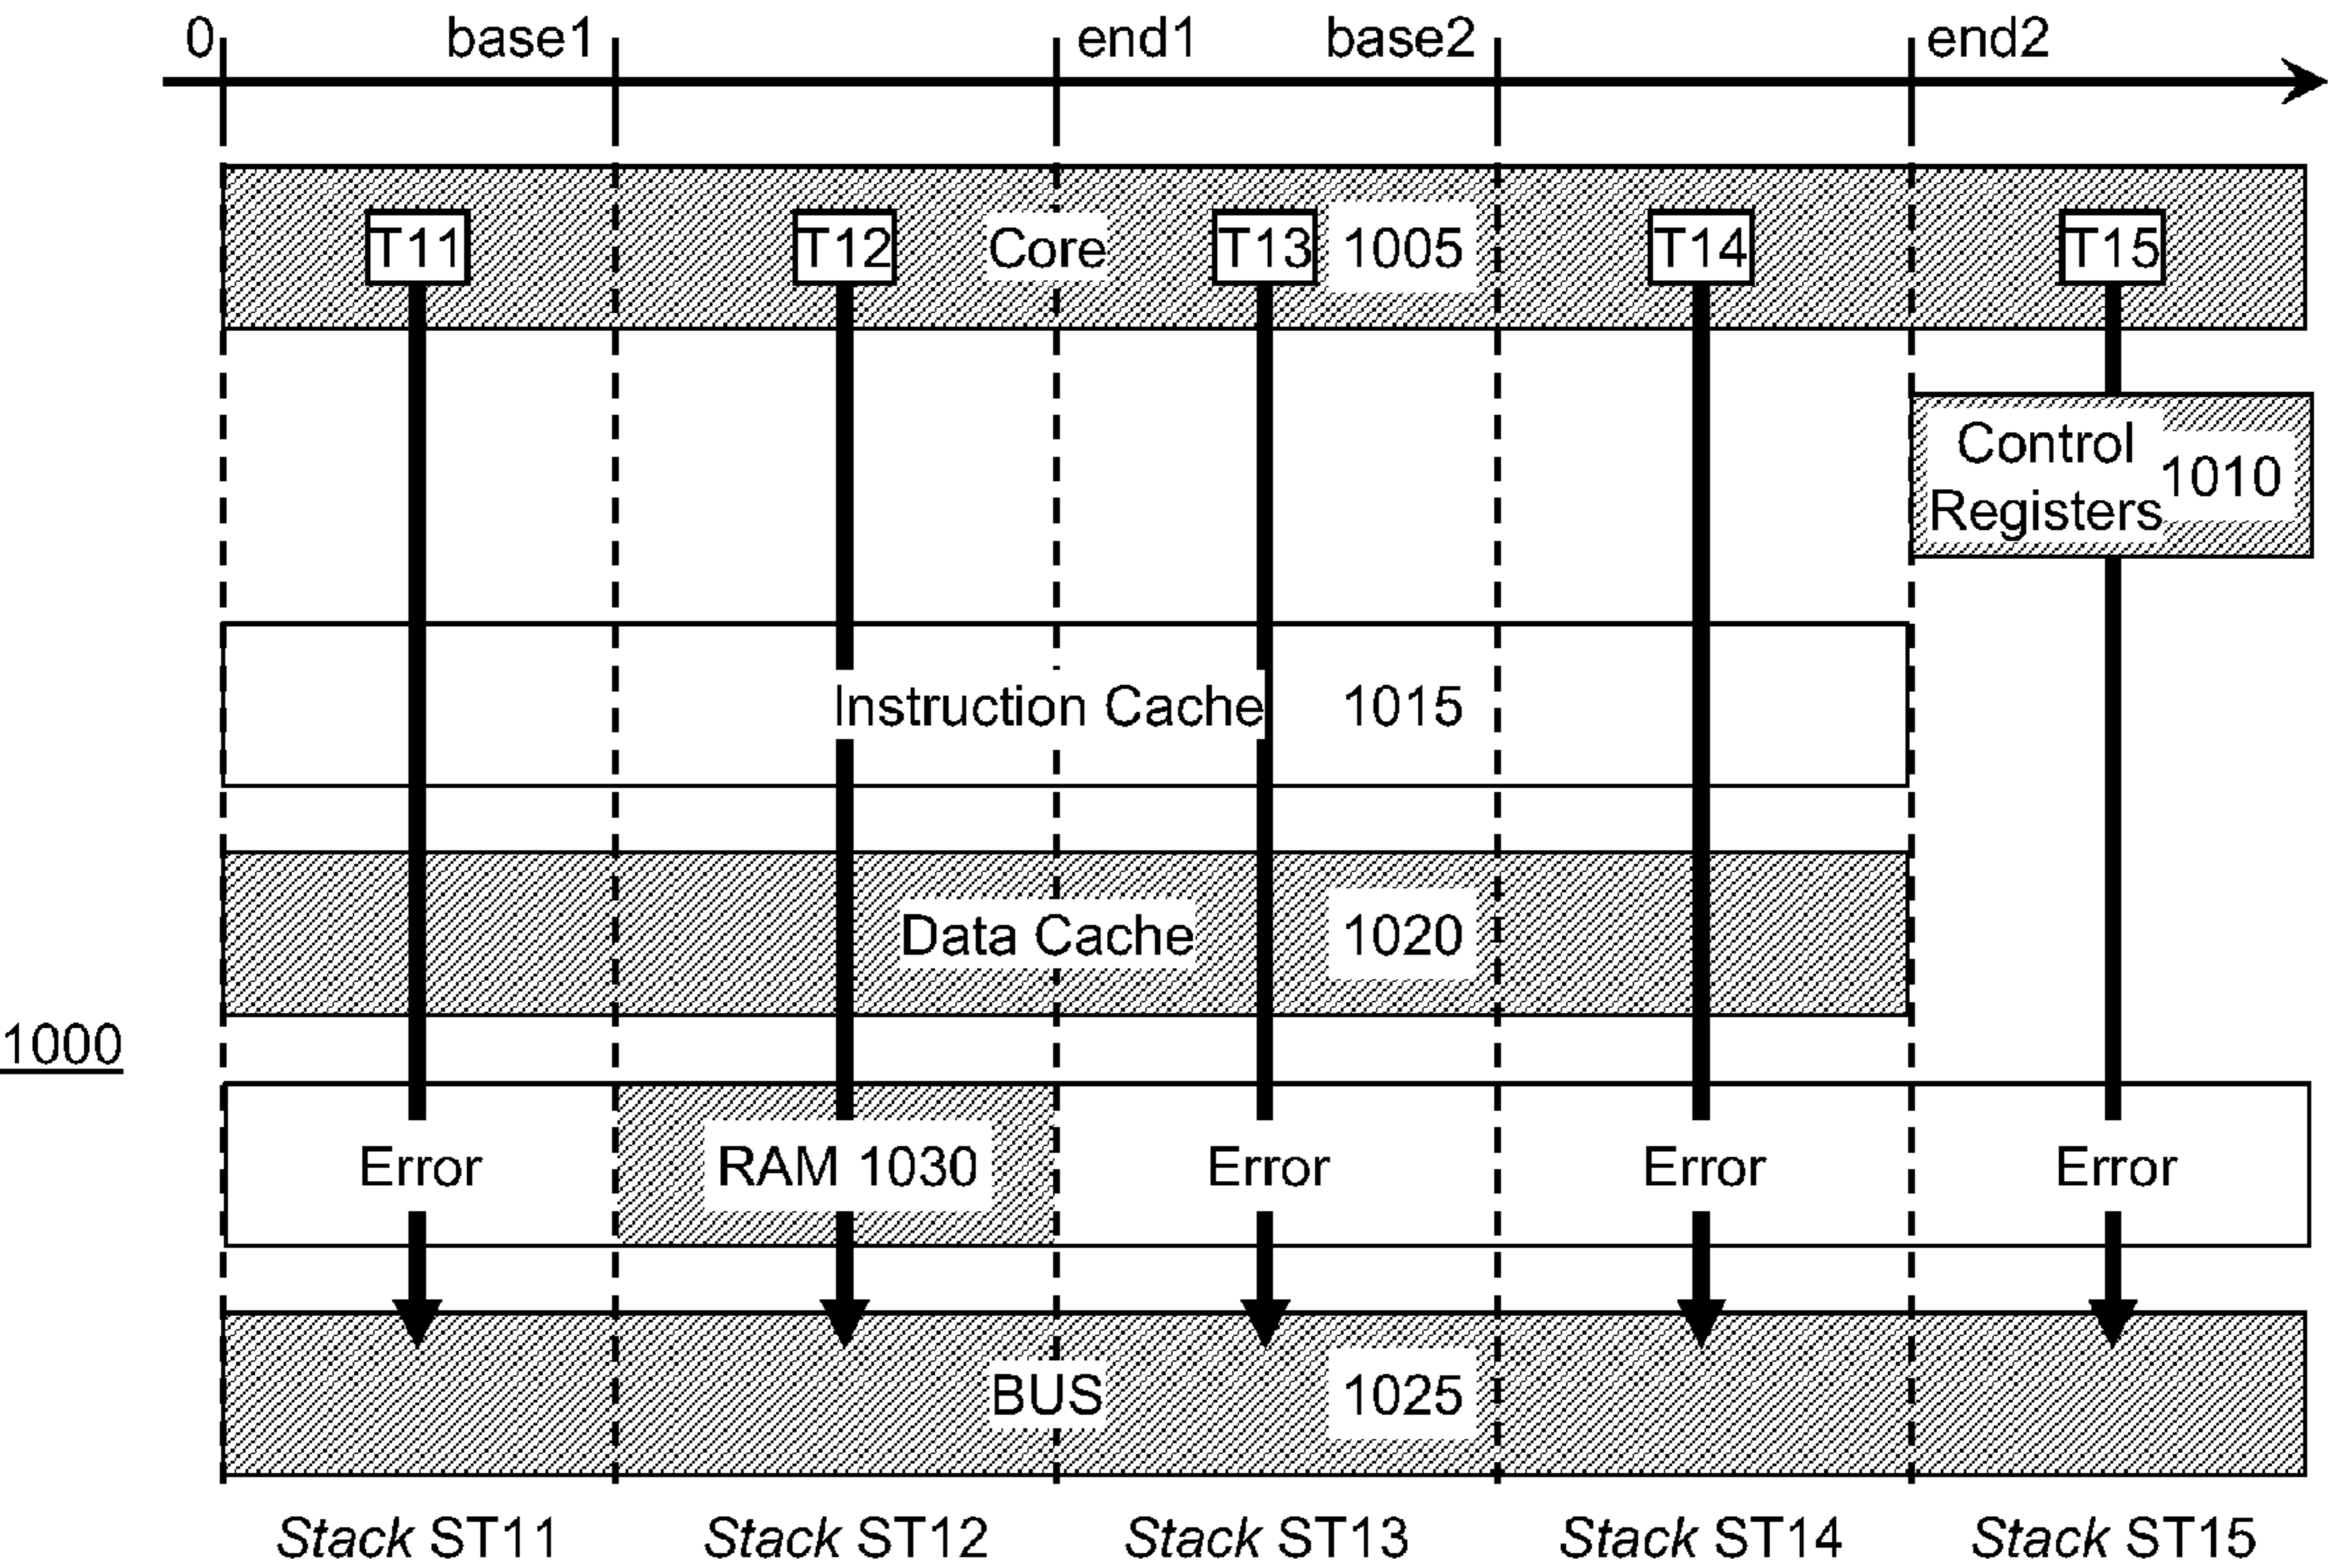 0 base1 end1 base2 end2
T11 T12 Core T13 1005 T14 T15
Control
Registers 1010
Instruction Cache 1015
Data Cache 1020
1000
Error RAM 1030 Error Error Error
BUS 1025
Stack ST11 Stack ST12 Stack ST13 Stack ST14 Stack ST15